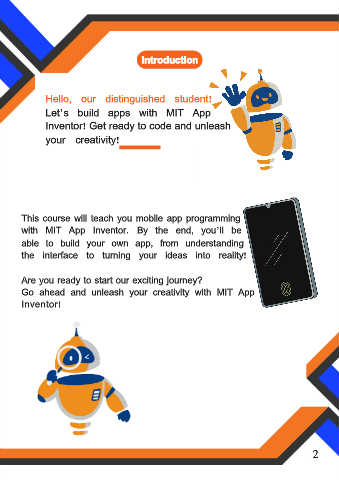 Introduction
Hello, our distinguished student!
Let's build apps with MIT App
Inventor! Get ready to code and unleash
your creativity!
This course will teach you mobile app programming
with MIT App Inventor. By the end, you'll be
able to build your own app, from understanding
the interface to turning your ideas into reality!
Are you ready to start our exciting journey?
Go ahead and unleash your creativity with MIT App
Inventor!
2